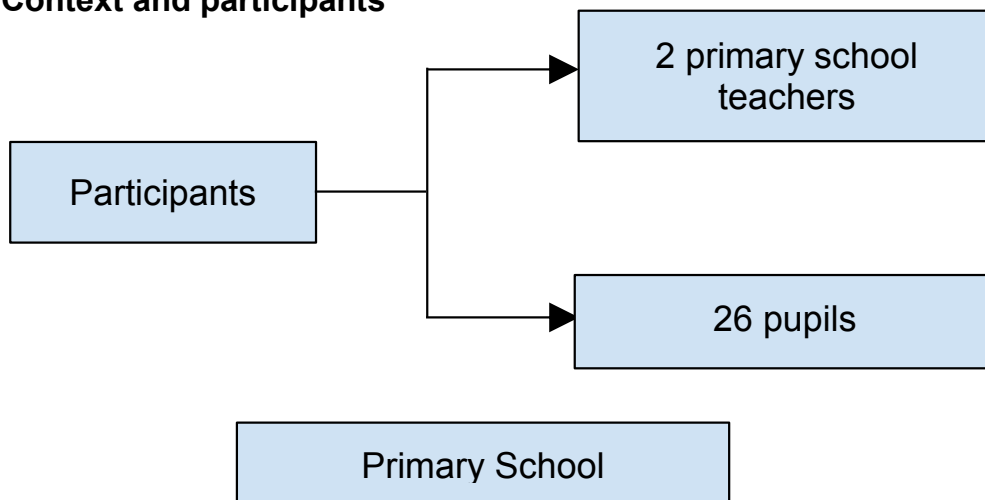 Context and participants
2 primary school
teachers
Participants
26 pupils
Primary School